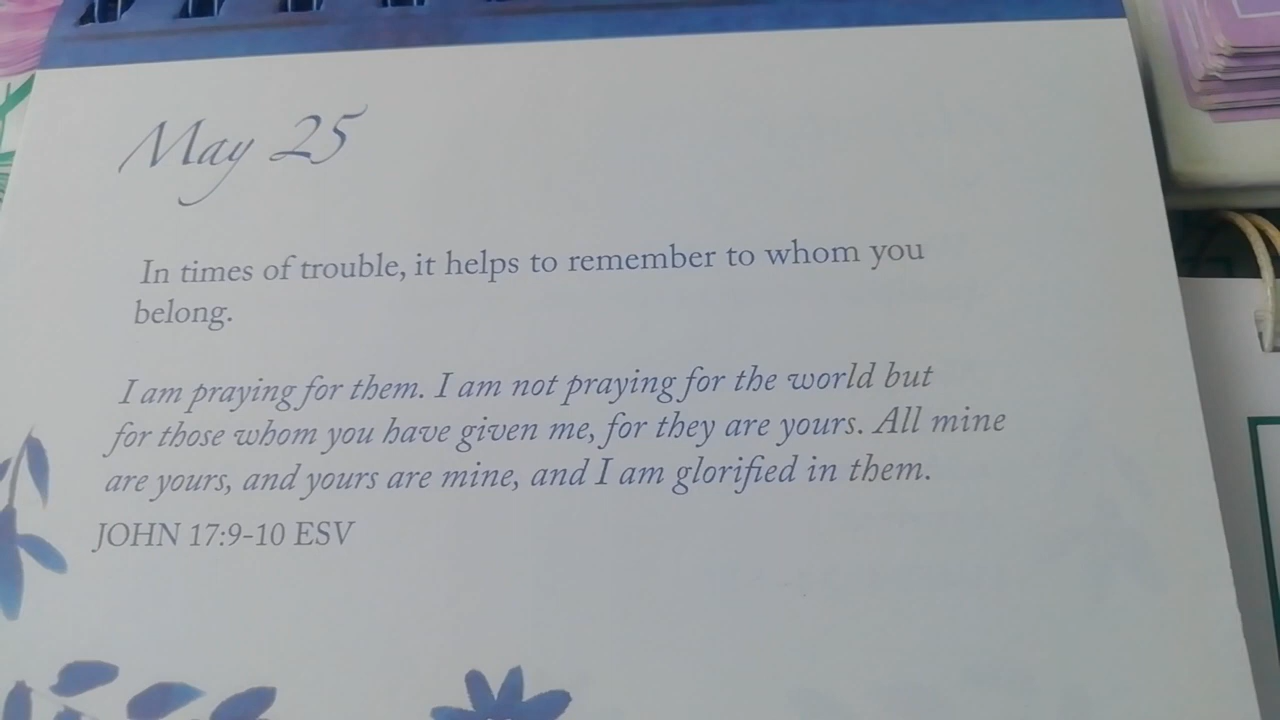 May 25
In times of trouble, it helps to remember to whom you
belong.
I am praying for them. I am not praying for the world but
for those whom you have given me, for they are yours. All mine
are yours, and yours are mine, and I am glorified in them.
JOHN 17:9-10 ESV